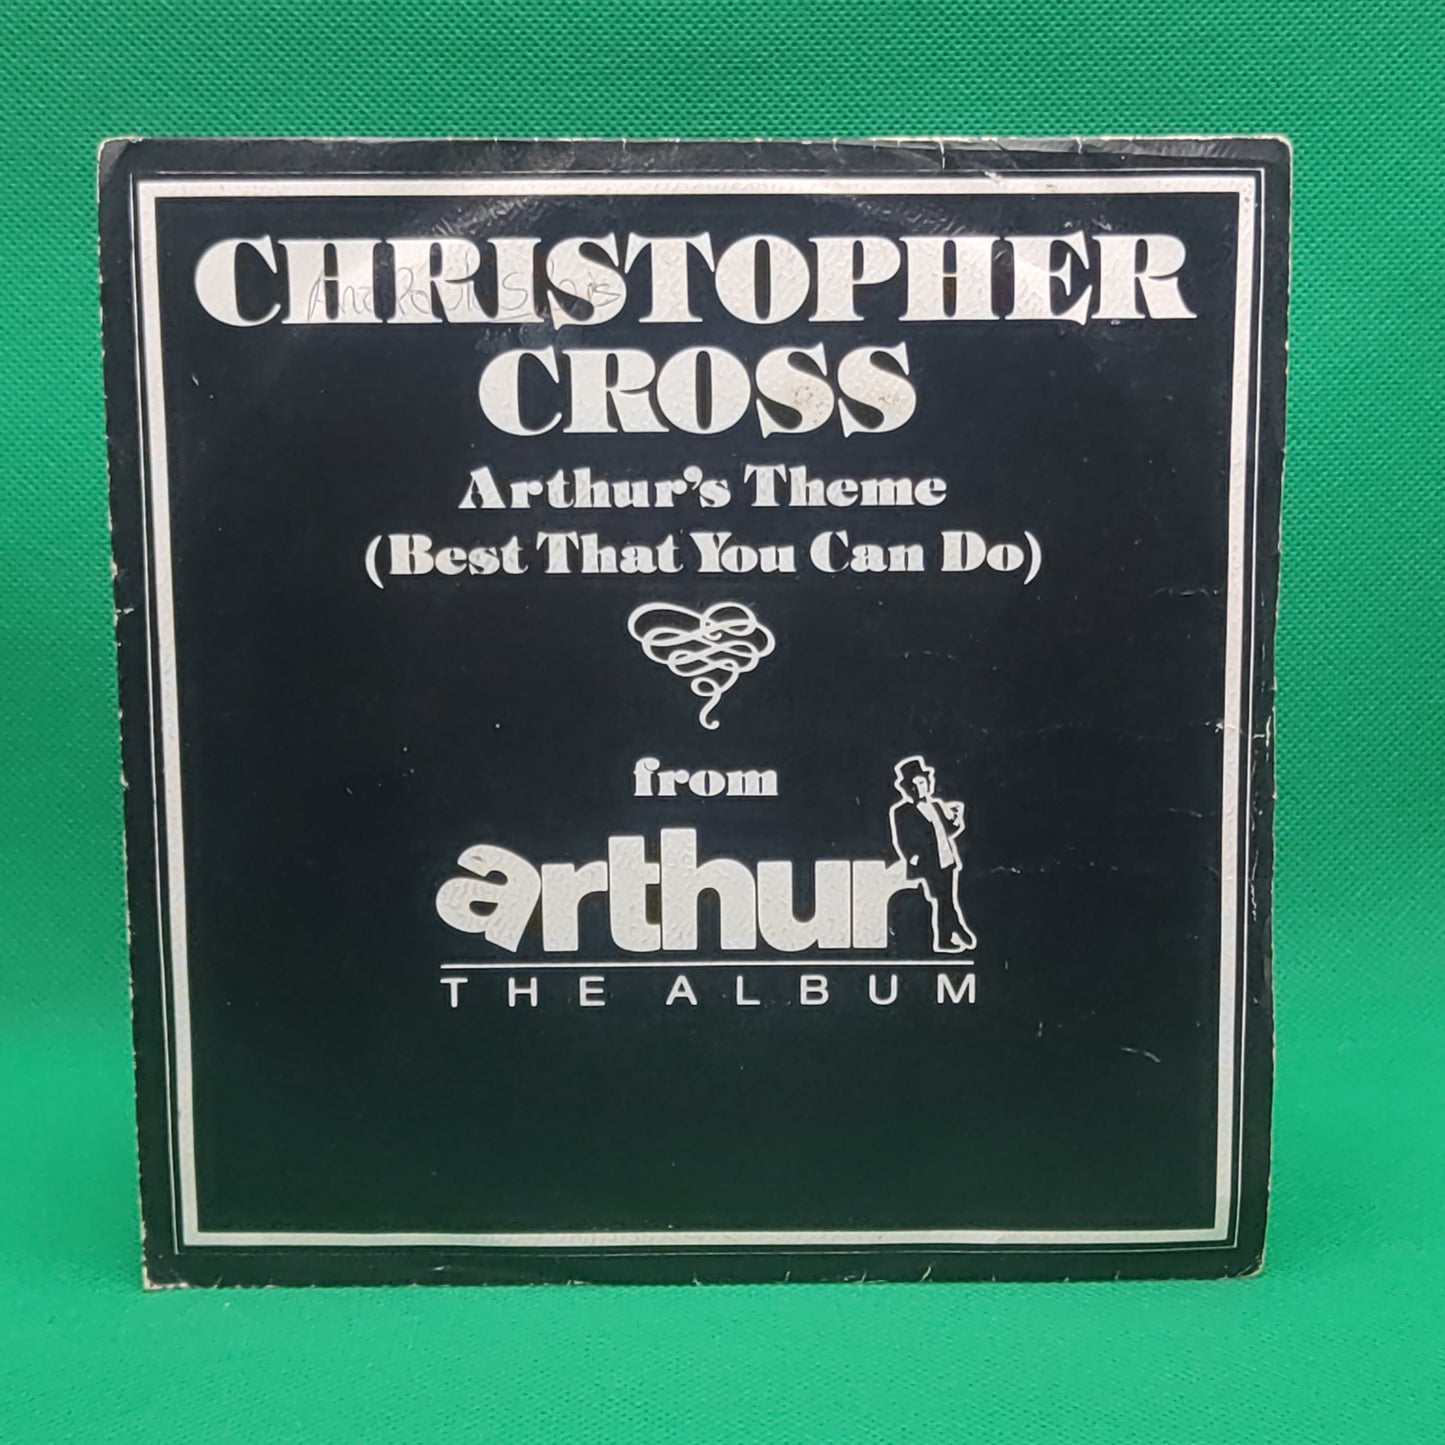 CHRISTOPHER
CROSS
Arthur's Theme
(Best That You Can Do)
from
arthur
THE ALBUM